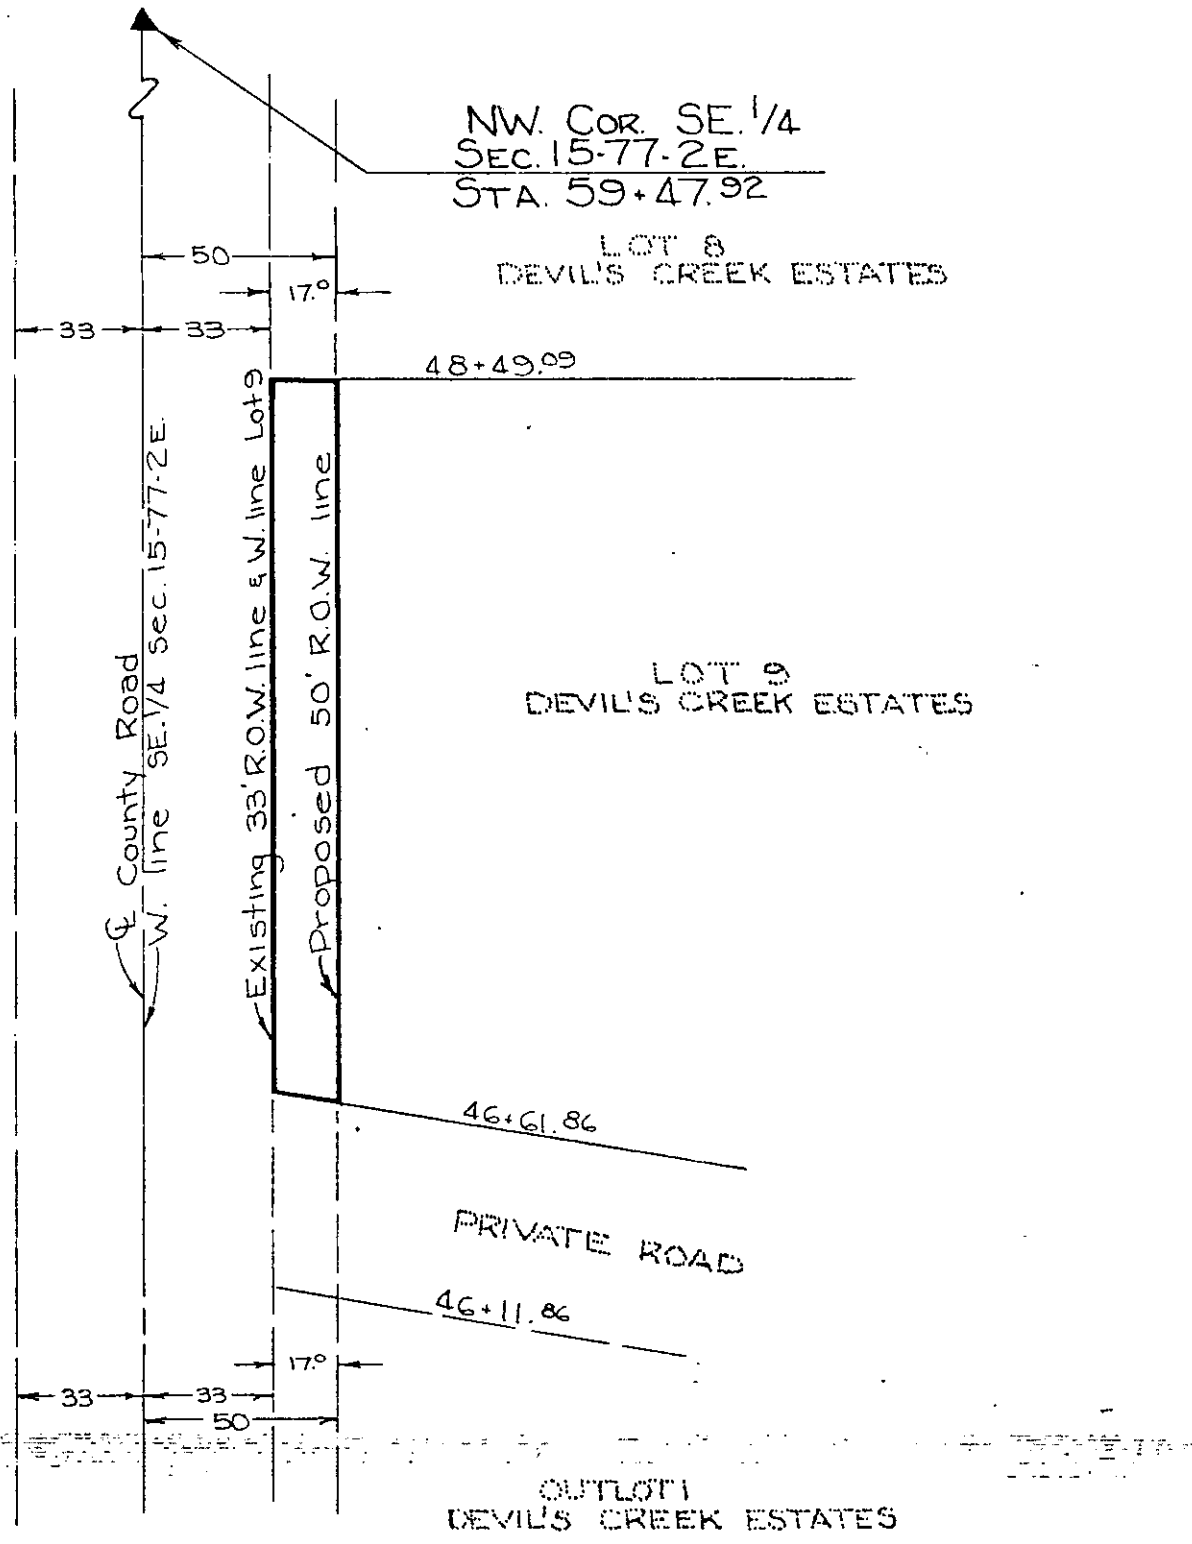 NW. COR. SE. 1/4
SEC. 15-77-2E.
STA. 59+47.92
50
LOT 8
DEVIL'S CREEK ESTATES
17.0
33
33
48+49.09
℄ County Road
W. line SE.1/4 Sec. 15-77-2E.
Existing 33' R.O.W. line & W. line Lot 9
Proposed 50' R.O.W. line
LOT 9
DEVIL'S CREEK ESTATES
46+61.86
PRIVATE ROAD
46+11.86
17.0
33
33
50
OUTLOT 1
DEVIL'S CREEK ESTATES